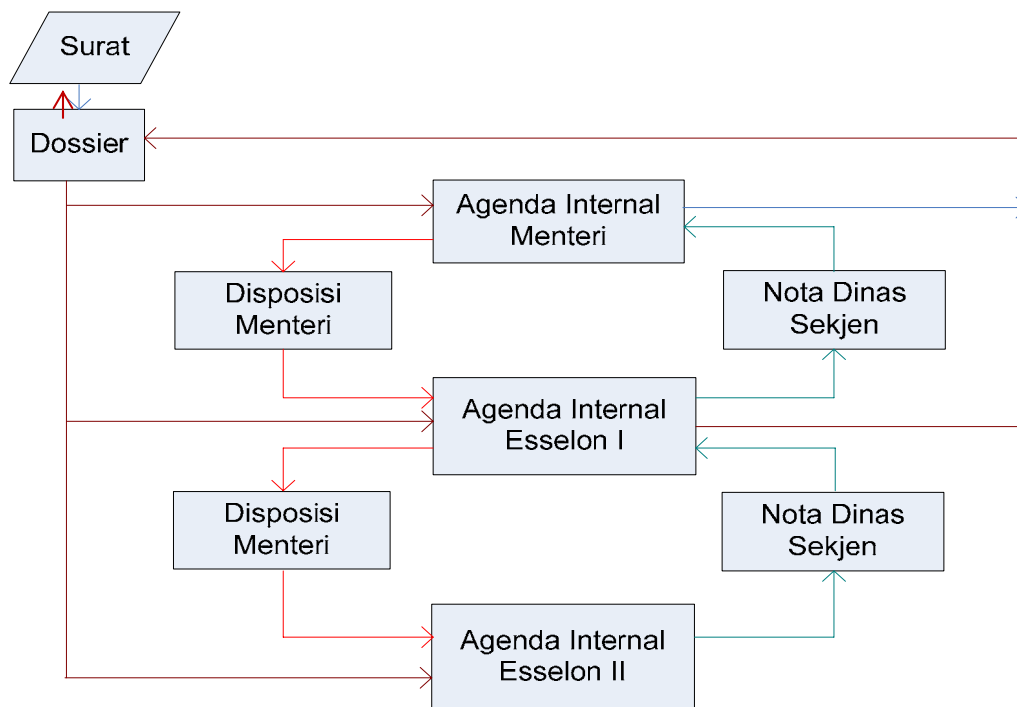 Surat
Dossier
Agenda Internal
Menteri
Disposisi
Menteri
Nota Dinas
Sekjen
Agenda Internal
Esselon I
Disposisi
Menteri
Nota Dinas
Sekjen
Agenda Internal
Esselon II